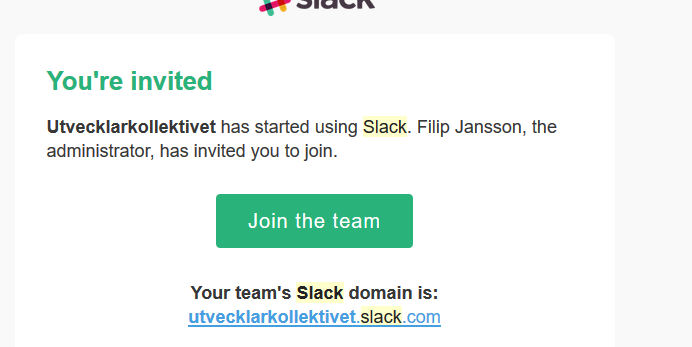 slack
You're invited
Utvecklarkollektivet has started using Slack. Filip Jansson, the
administrator, has invited you to join.
Join the team
Your team's Slack domain is:
utvecklarkollektivet.slack.com